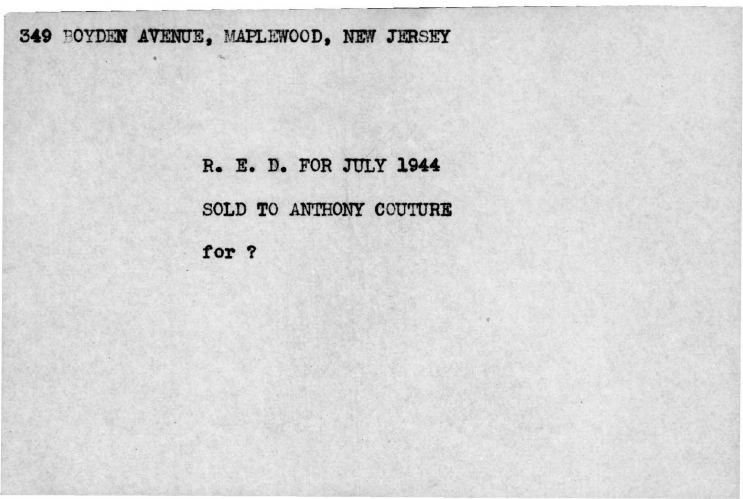 349 BOYDEN AVENUE, MAPLEWOOD, NEW JERSEY
R. E. D. FOR JULY 1944
SOLD TO ANTHONY COUTURE
for ?